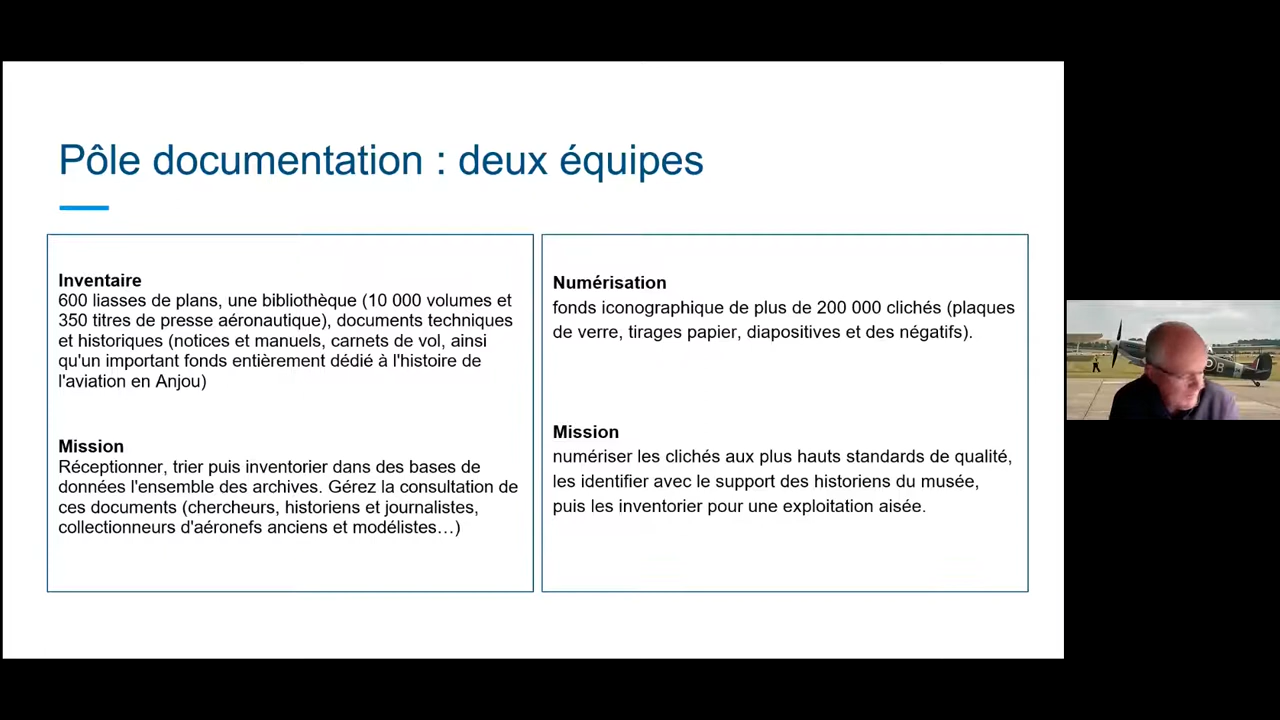 Pôle documentation : deux équipes
Inventaire
600 liasses de plans, une bibliothèque (10 000 volumes et
350 titres de presse aéronautique), documents techniques
et historiques (notices et manuels, carnets de vol, ainsi
qu'un important fonds entièrement dédié à l'histoire de
l'aviation en Anjou)
Mission
Réceptionner, trier puis inventorier dans des bases de
données l'ensemble des archives. Gérez la consultation de
ces documents (chercheurs, historiens et journalistes,
collectionneurs d'aéronefs anciens et modélistes…)
Numérisation
fonds iconographique de plus de 200 000 clichés (plaques
de verre, tirages papier, diapositives et des négatifs).
Mission
numériser les clichés aux plus hauts standards de qualité,
les identifier avec le support des historiens du musée,
puis les inventorier pour une exploitation aisée.
B